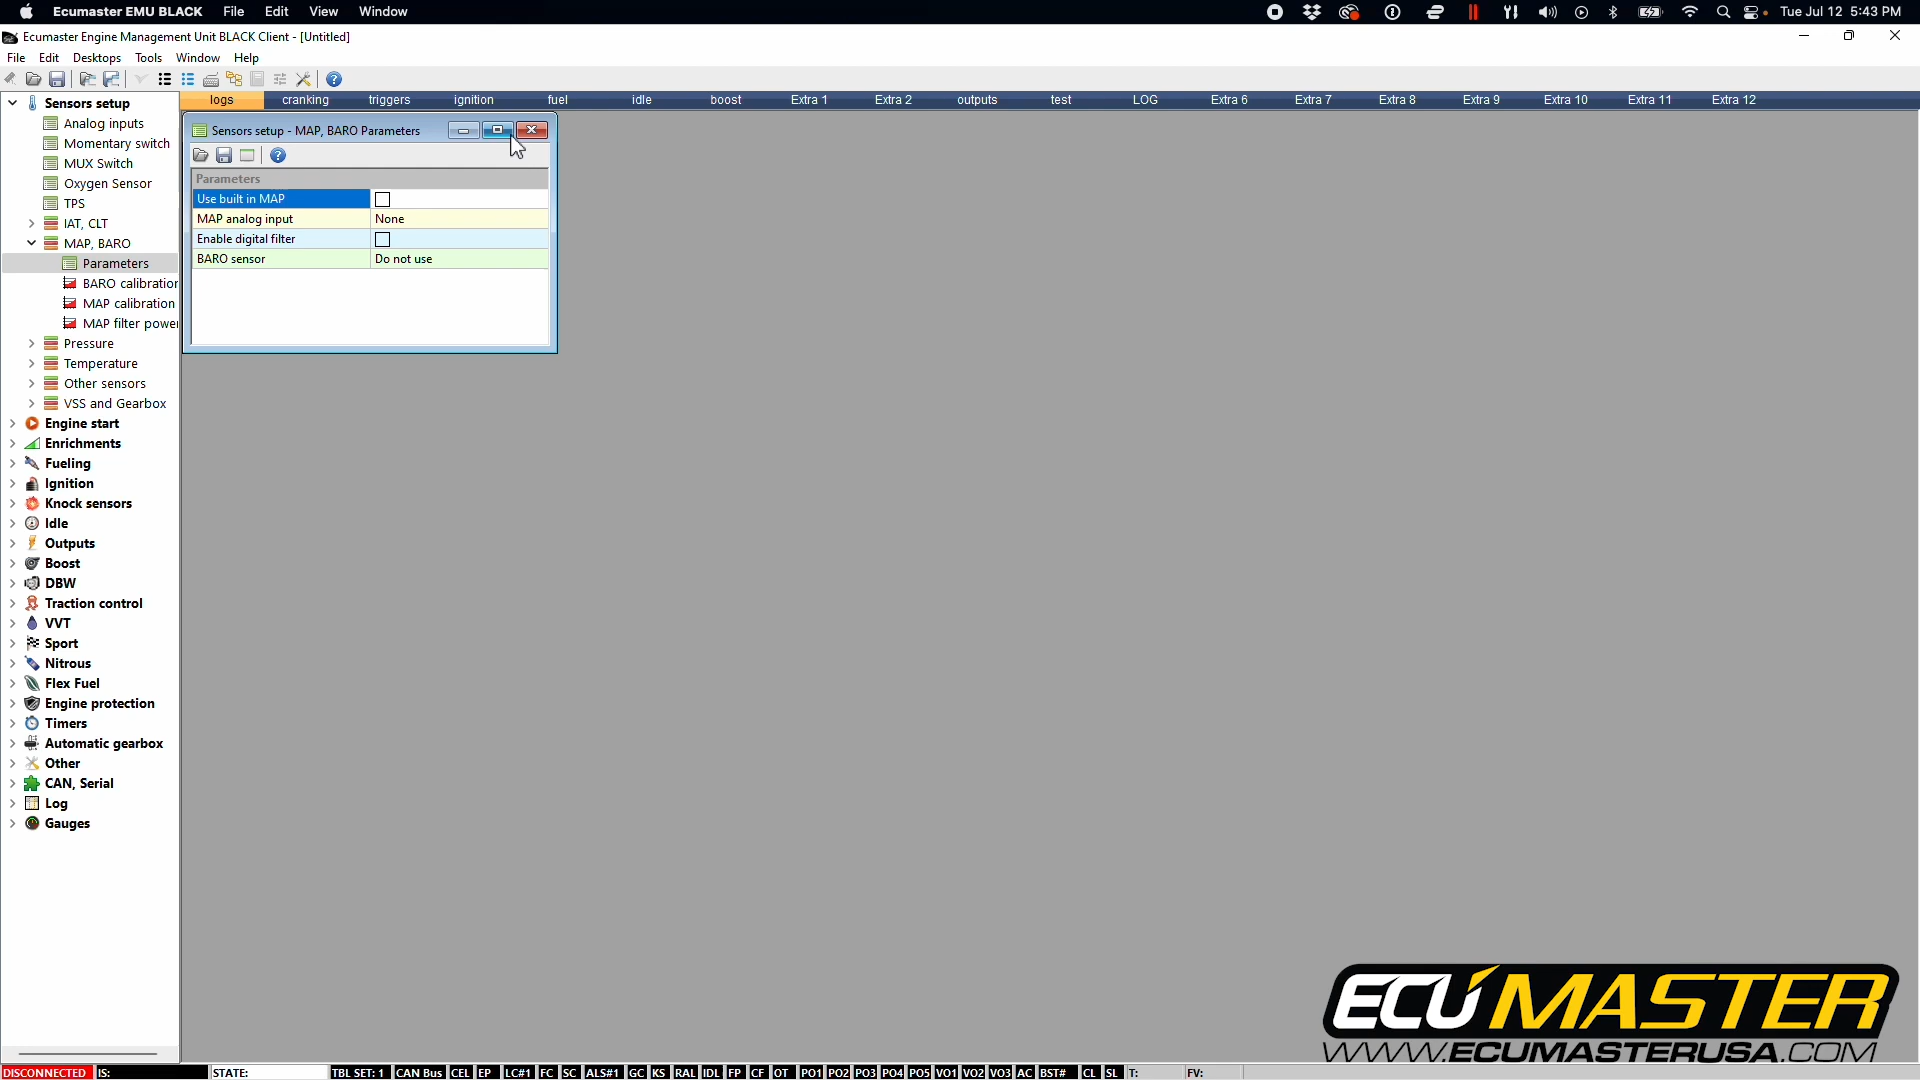 Ecumaster EMU BLACK File Edit View Window Tue Jul 12 5:43 PM
Ecumaster Engine Management Unit BLACK Client - [Untitled]
File Edit Desktops Tools Window Help
logs cranking triggers ignition fuel idle boost Extra 1 Extra 2 outputs test LOG Extra 6 Extra 7 Extra 8 Extra 9 Extra 10 Extra 11 Extra 12
Sensors setup
Analog inputs
Momentary switch
MUX Switch
Oxygen Sensor
TPS
IAT, CLT
MAP, BARO
Parameters
BARO calibration
MAP calibration
MAP filter power
Pressure
Temperature
Other sensors
VSS and Gearbox
Engine start
Enrichments
Fueling
Ignition
Knock sensors
Idle
Outputs
Boost
DBW
Traction control
VVT
Sport
Nitrous
Flex Fuel
Engine protection
Timers
Automatic gearbox
Other
CAN, Serial
Log
Gauges
Sensors setup - MAP, BARO Parameters
Parameters
Use built in MAP
MAP analog input None
Enable digital filter
BARO sensor Do not use
ECUMASTER
WWW.ECUMASTERUSA.COM
DISCONNECTED IS: STATE: TBL SET: 1 CAN Bus CEL EP LC#1 FC SC ALS#1 GC KS RAL IDL FP CF OT PO1 PO2 PO3 PO4 PO5 VO1 VO2 VO3 AC BST# CL SL T: FV: